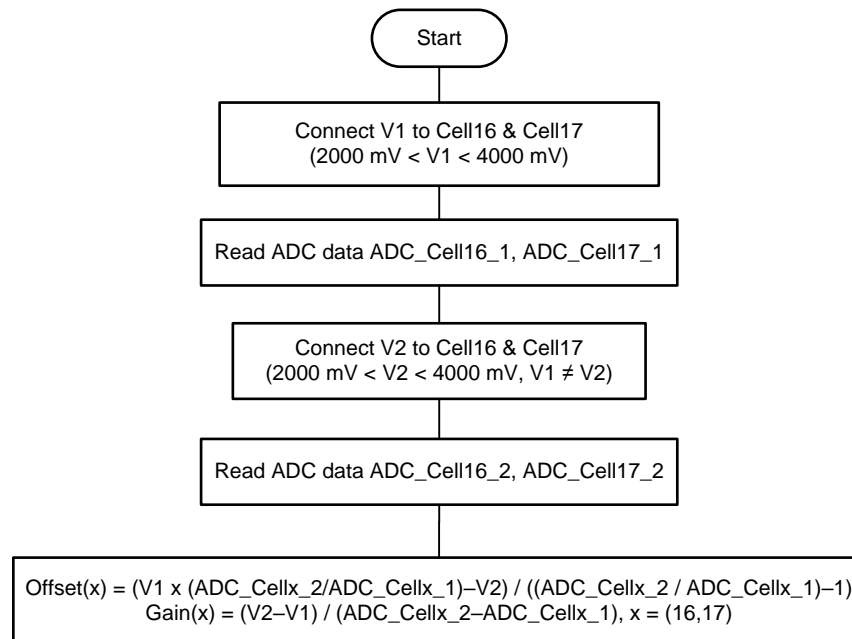 Start
Connect V1 to Cell16 & Cell17
(2000 mV < V1 < 4000 mV)
Read ADC data ADC_Cell16_1, ADC_Cell17_1
Connect V2 to Cell16 & Cell17
(2000 mV < V2 < 4000 mV, V1 ≠ V2)
Read ADC data ADC_Cell16_2, ADC_Cell17_2
Offset(x) = (V1 x (ADC_Cellx_2/ADC_Cellx_1)–V2) / ((ADC_Cellx_2 / ADC_Cellx_1)–1)
Gain(x) = (V2–V1) / (ADC_Cellx_2–ADC_Cellx_1), x = (16,17)